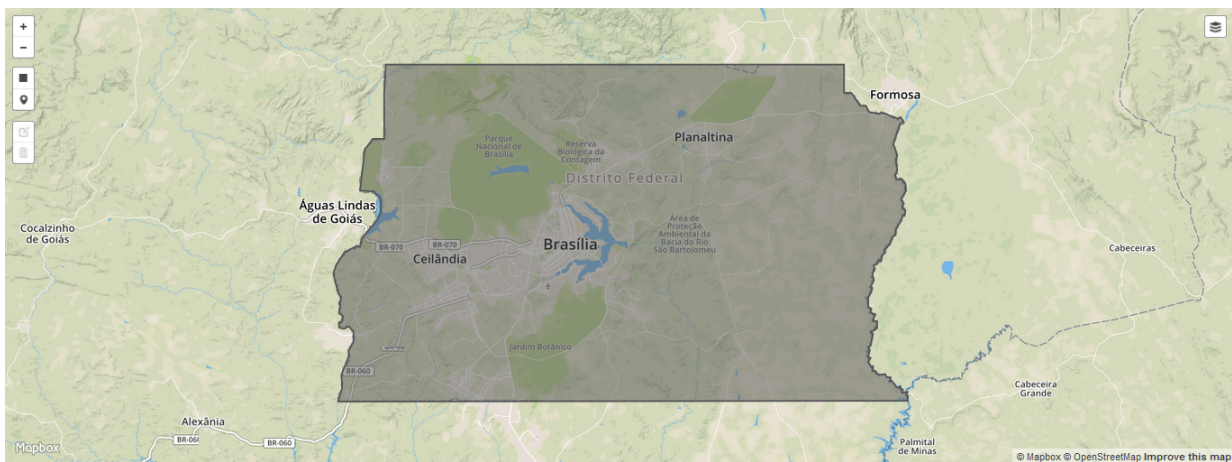 Formosa
Planaltina
Parque
Nacional de
Brasília
Reserva
Biológica da
Contagem
Distrito Federal
Águas Lindas
de Goiás
Cocalzinho
de Goiás
Área de
Proteção
Ambiental da
Bacia do Rio
São Bartolomeu
BR-070
BR-070
Brasília
Cabeceiras
Ceilândia
Jardim Botânico
BR-060
Cabeceira
Grande
Alexânia
BR-060
BR-060
Palmital
de Minas
Mapbox
© Mapbox © OpenStreetMap Improve this map